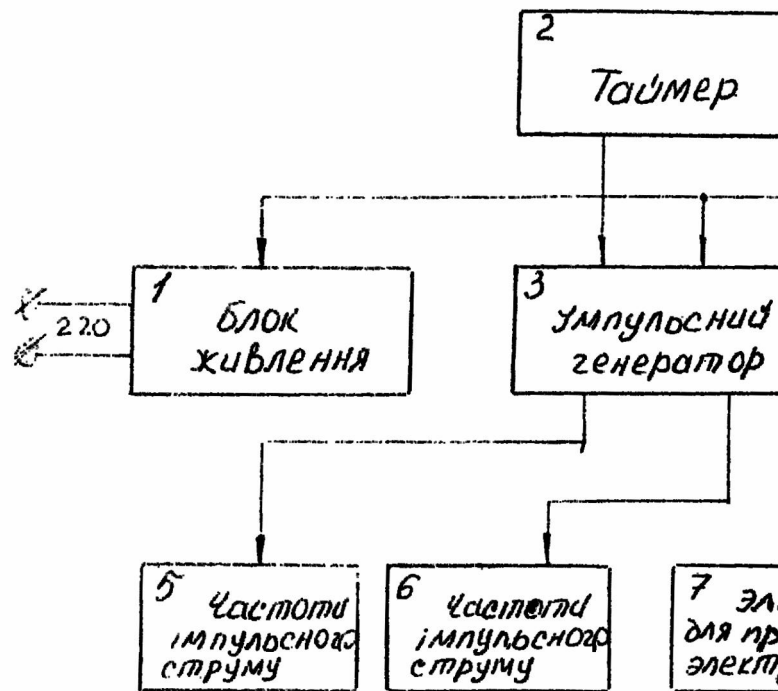 2
Таймер
1
блок
живлення
220
3
Імпульсний
генератор
5
Частоти
імпульсного
струму
6
Частоти
імпульсного
струму
7
для